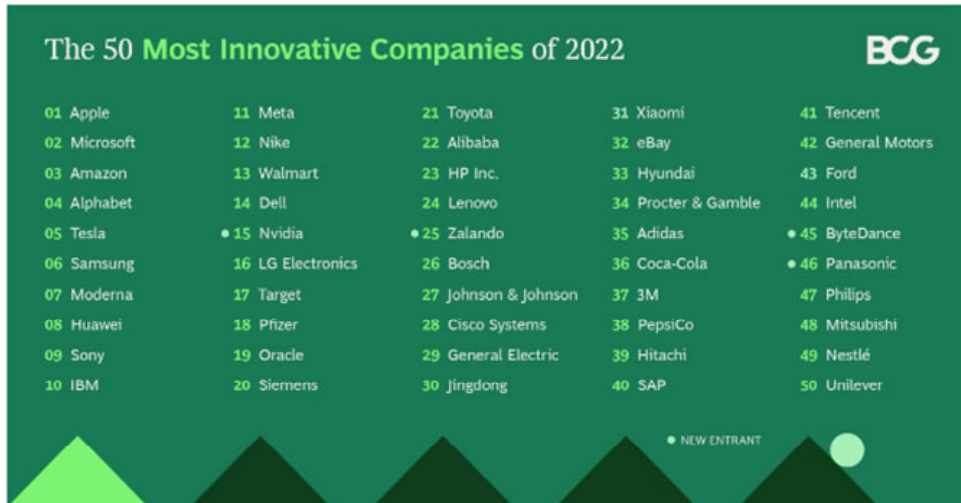 The 50 Most Innovative Companies of 2022
BCG
01 Apple
02 Microsoft
03 Amazon
04 Alphabet
05 Tesla
06 Samsung
07 Moderna
08 Huawei
09 Sony
10 IBM
11 Meta
12 Nike
13 Walmart
14 Dell
• 15 Nvidia
16 LG Electronics
17 Target
18 Pfizer
19 Oracle
20 Siemens
21 Toyota
22 Alibaba
23 HP Inc.
24 Lenovo
• 25 Zalando
26 Bosch
27 Johnson & Johnson
28 Cisco Systems
29 General Electric
30 Jingdong
31 Xiaomi
32 eBay
33 Hyundai
34 Procter & Gamble
35 Adidas
36 Coca-Cola
37 3M
38 PepsiCo
39 Hitachi
40 SAP
41 Tencent
42 General Motors
43 Ford
44 Intel
• 45 ByteDance
• 46 Panasonic
47 Philips
48 Mitsubishi
49 Nestlé
50 Unilever
• NEW ENTRANT